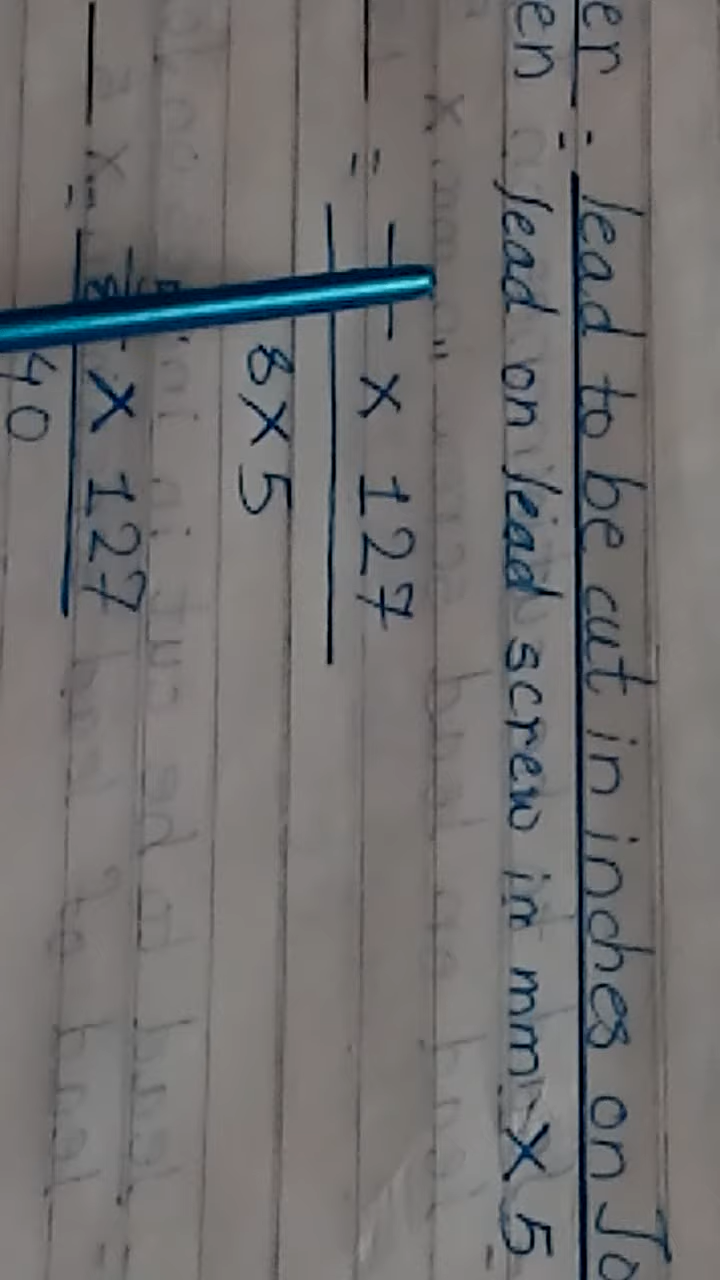 er = lead to be cut in inches on Jo
en lead on lead screw in mm x 5
= x 127
8 x 5
= x 127
40